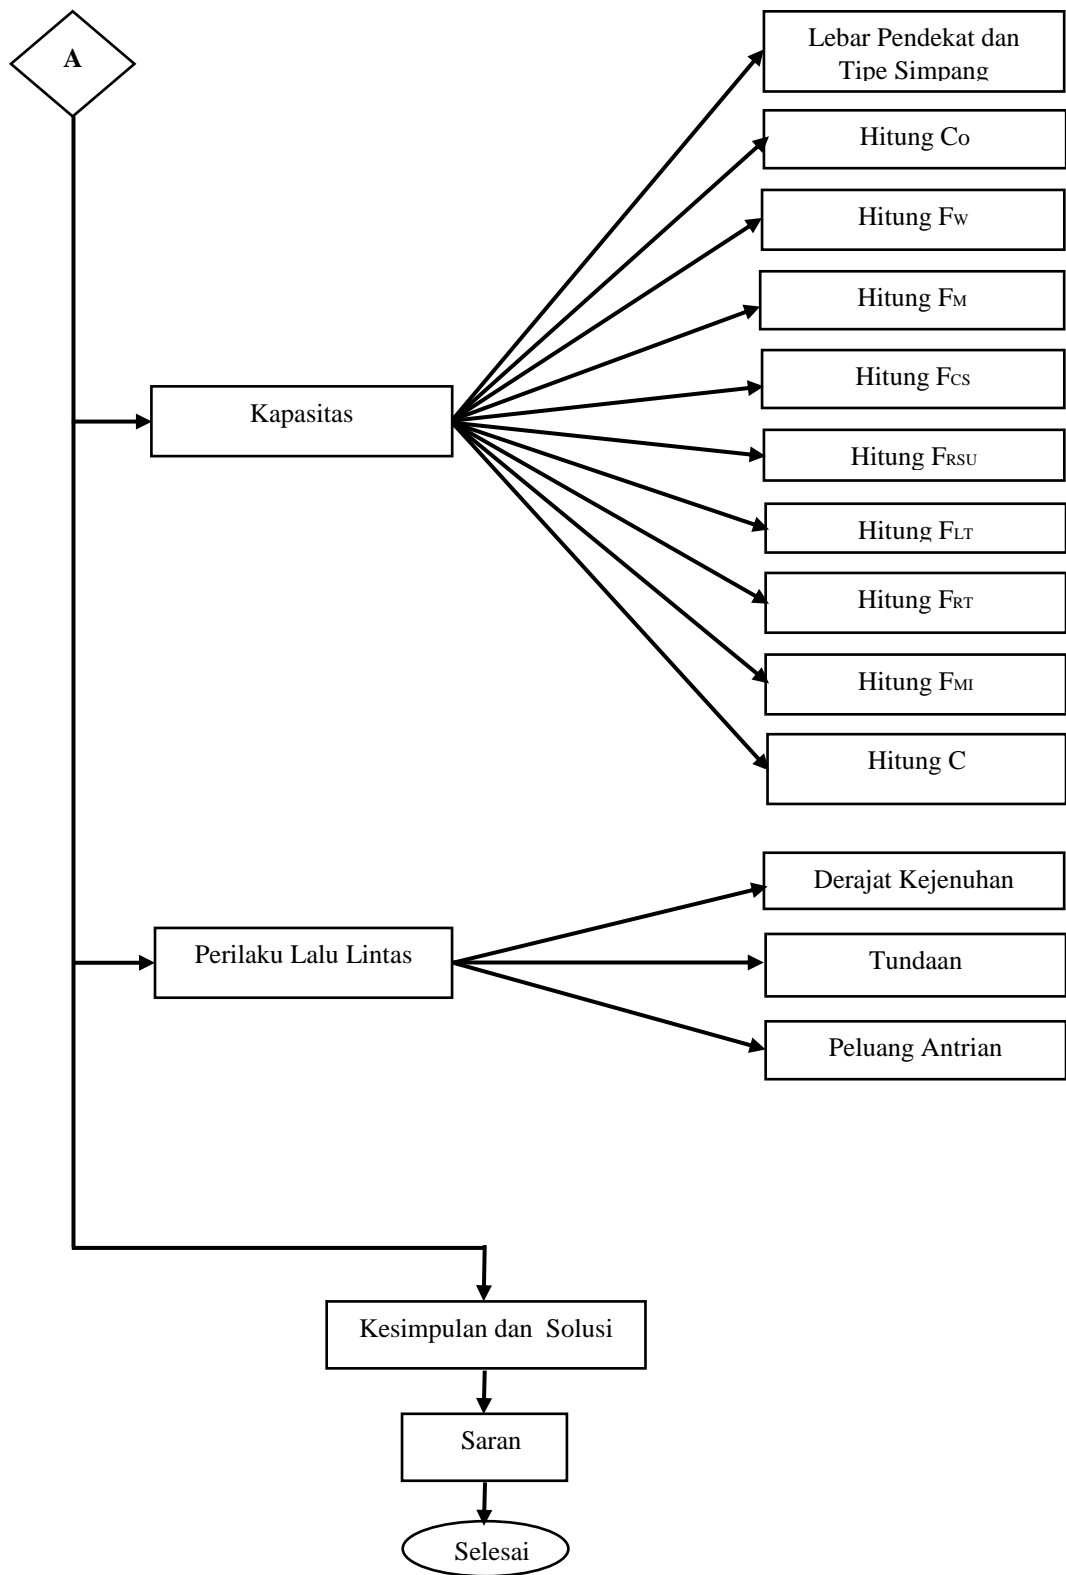 A
Lebar Pendekat dan
Tipe Simpang
Hitung Co
Hitung FW
Hitung FM
Hitung FCS
Kapasitas
Hitung FRSU
Hitung FLT
Hitung FRT
Hitung FMI
Hitung C
Derajat Kejenuhan
Perilaku Lalu Lintas
Tundaan
Peluang Antrian
Kesimpulan dan Solusi
Saran
Selesai